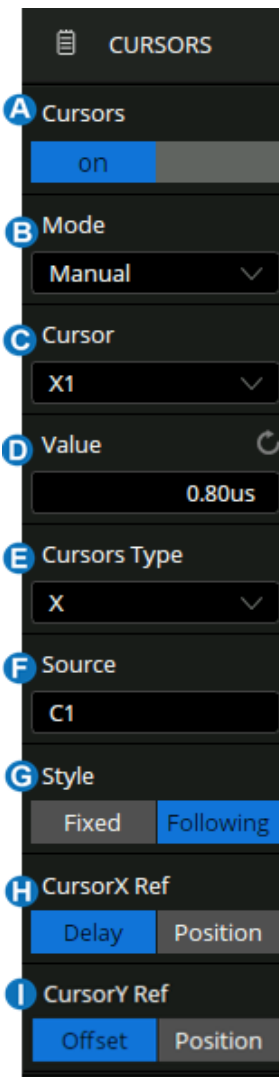 CURSORS
A Cursors
on
B Mode
Manual
C Cursor
X1
D Value
0.80us
E Cursors Type
X
F Source
C1
G Style
Fixed Following
H CursorX Ref
Delay Position
I CursorY Ref
Offset Position